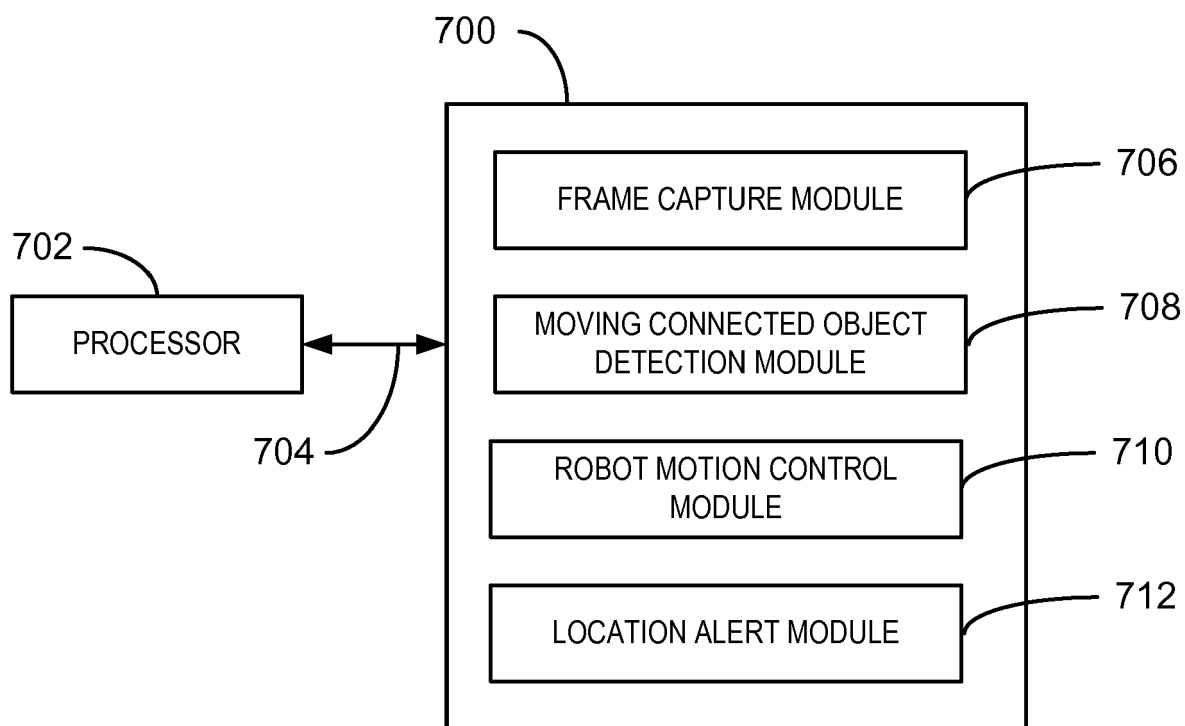 700
FRAME CAPTURE MODULE
706
702
PROCESSOR
704
MOVING CONNECTED OBJECT
DETECTION MODULE
708
ROBOT MOTION CONTROL
MODULE
710
LOCATION ALERT MODULE
712